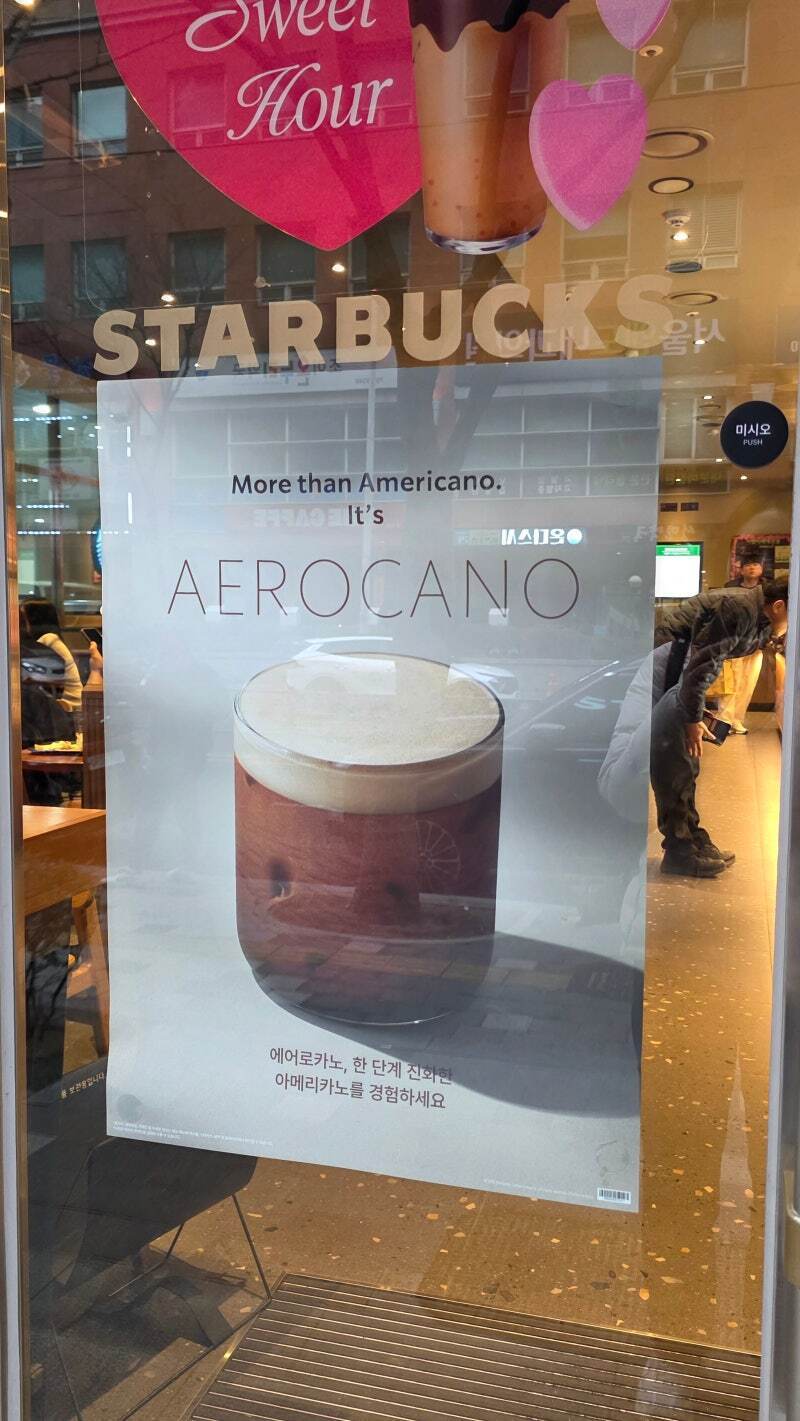 Sweet
Hour
STARBUCKS
미시오
PUSH
More than Americano.
It's
AEROCANO
에어로카노, 한 단계 진화한
아메리카노를 경험하세요